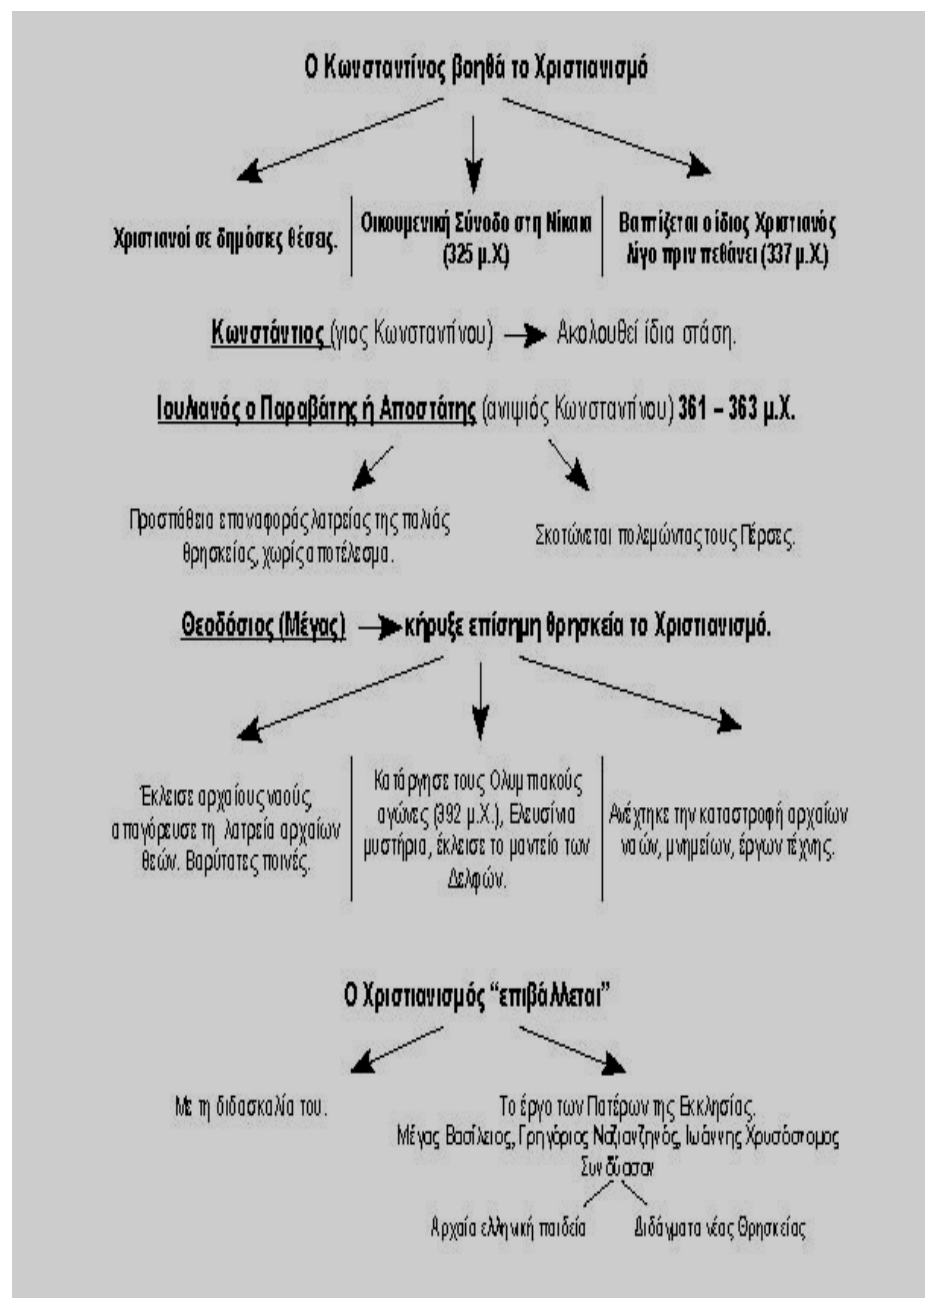 Ο Κωνσταντίνος βοηθά το Χριστιανισμό
Χριστιανοί σε δημόσιες θέσεις.
Οικουμενική Σύνοδο στη Νίκαια
(325 μ.Χ)
Βαπτίζεται ο ίδιος Χριστιανός
λίγο πριν πεθάνει (337 μ.Χ.)
Κωνστάντιος (γιος Κωνσταντίνου) Ακολουθεί ίδια στάση.
Ιουλιανός ο Παραβάτης ή Αποστάτης (ανιψιός Κωνσταντίνου) 361 – 363 μ.Χ.
Προσπάθεια επαναφοράς λατρείας της παλιάς
θρησκείας, χωρίς αποτέλεσμα.
Σκοτώνεται πολεμώντας τους Πέρσες.
Θεοδόσιος (Μέγας) κήρυξε επίσημη θρησκεία το Χριστιανισμό.
Έκλεισε αρχαίους ναούς,
απαγόρευσε τη λατρεία αρχαίων
θεών. Βαρύτατες ποινές.
Κατάργησε τους Ολυμπιακούς
αγώνες (392 μ.Χ.), Ελευσίνια
μυστήρια, έκλεισε το μαντείο των
Δελφών.
Ανέχτηκε την καταστροφή αρχαίων
ναών, μνημείων, έργων τέχνης.
Ο Χριστιανισμός “επιβάλλεται”
Με τη διδασκαλία του.
Το έργο των Πατέρων της Εκκλησίας.
Μέγας Βασίλειος, Γρηγόριος Ναζιανζηνός, Ιωάννης Χρυσόστομος
Συνδύασαν
Αρχαία ελληνική παιδεία
Διδάγματα νέας Θρησκείας